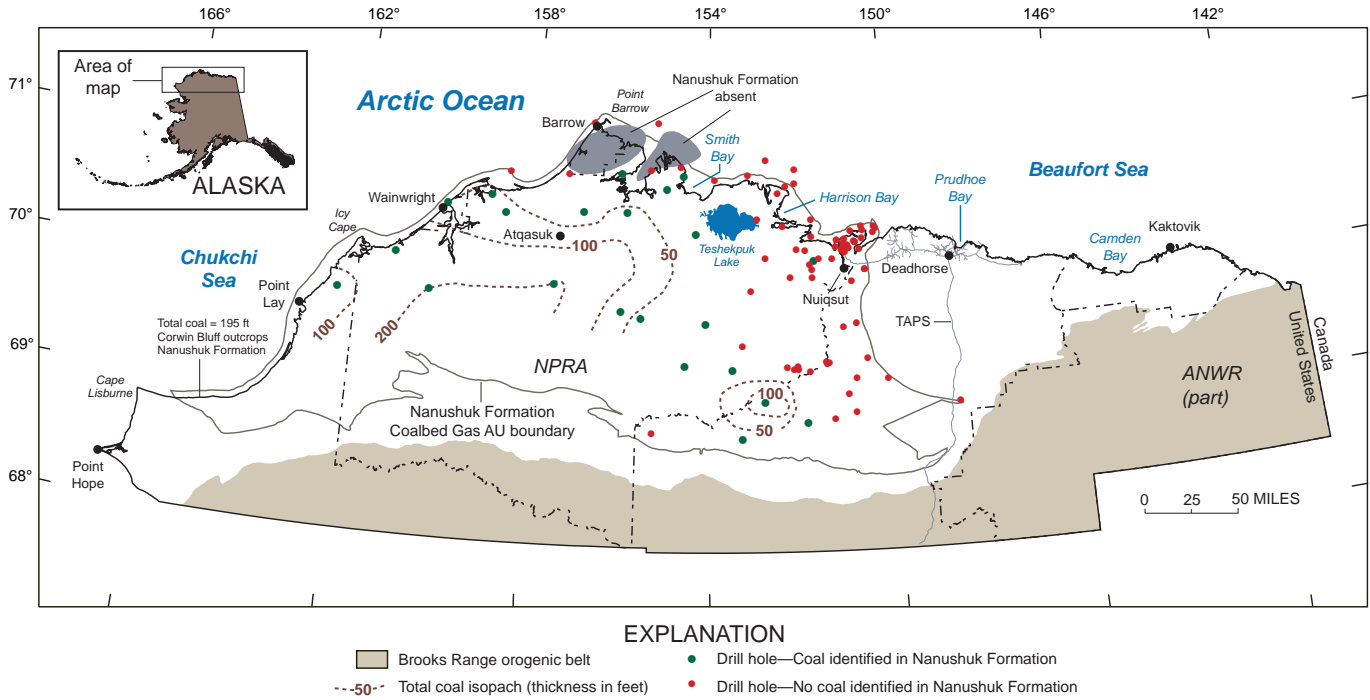 166°
162°
158°
154°
150°
146°
142°
71°
70°
69°
68°
Area of
map
ALASKA
Arctic Ocean
Point
Barrow
Barrow
Nanushuk Formation
absent
Smith
Bay
Harrison Bay
Prudhoe
Bay
Beaufort Sea
Camden
Bay
Kaktovik
Wainwright
Icy
Cape
Atqasuk
100
50
Teshekpuk
Lake
Deadhorse
Nuiqsut
Chukchi
Sea
Point
Lay
100
200
TAPS
Total coal = 195 ft
Corwin Bluff outcrops
Nanushuk Formation
Cape
Lisburne
NPRA
Nanushuk Formation
Coalbed Gas AU boundary
100
50
ANWR
(part)
Canada
United States
Point
Hope
0 25 50 MILES
EXPLANATION
Brooks Range orogenic belt
Drill hole—Coal identified in Nanushuk Formation
50 Total coal isopach (thickness in feet)
Drill hole—No coal identified in Nanushuk Formation